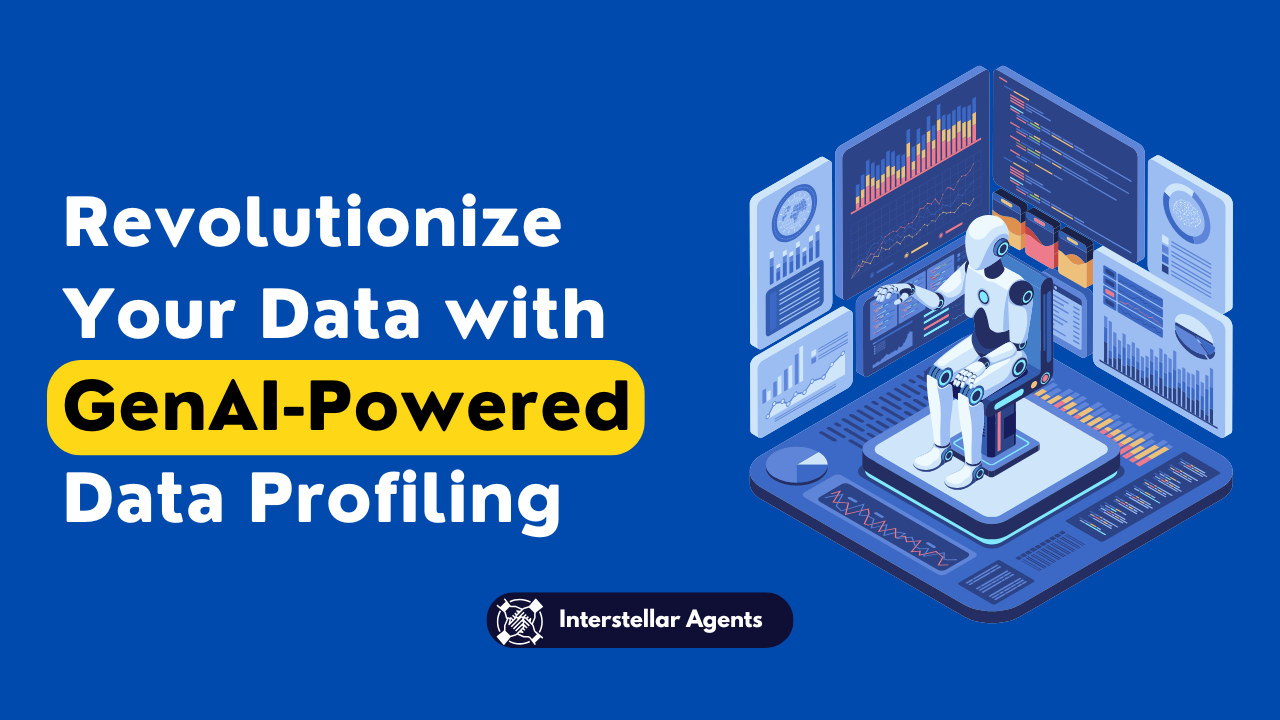 Revolutionize
Your Data with
GenAI-Powered
Data Profiling
Interstellar Agents